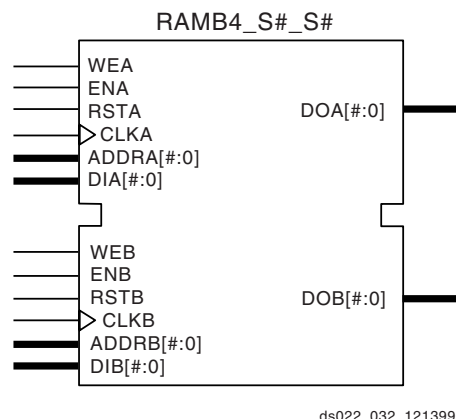 RAMB4_S#_S#
WEA
ENA
RSTA
DOA[#:0]
CLKA
ADDRA[#:0]
DIA[#:0]
WEB
ENB
RSTB
DOB[#:0]
CLKB
ADDRB[#:0]
DIB[#:0]
ds022_032_121399